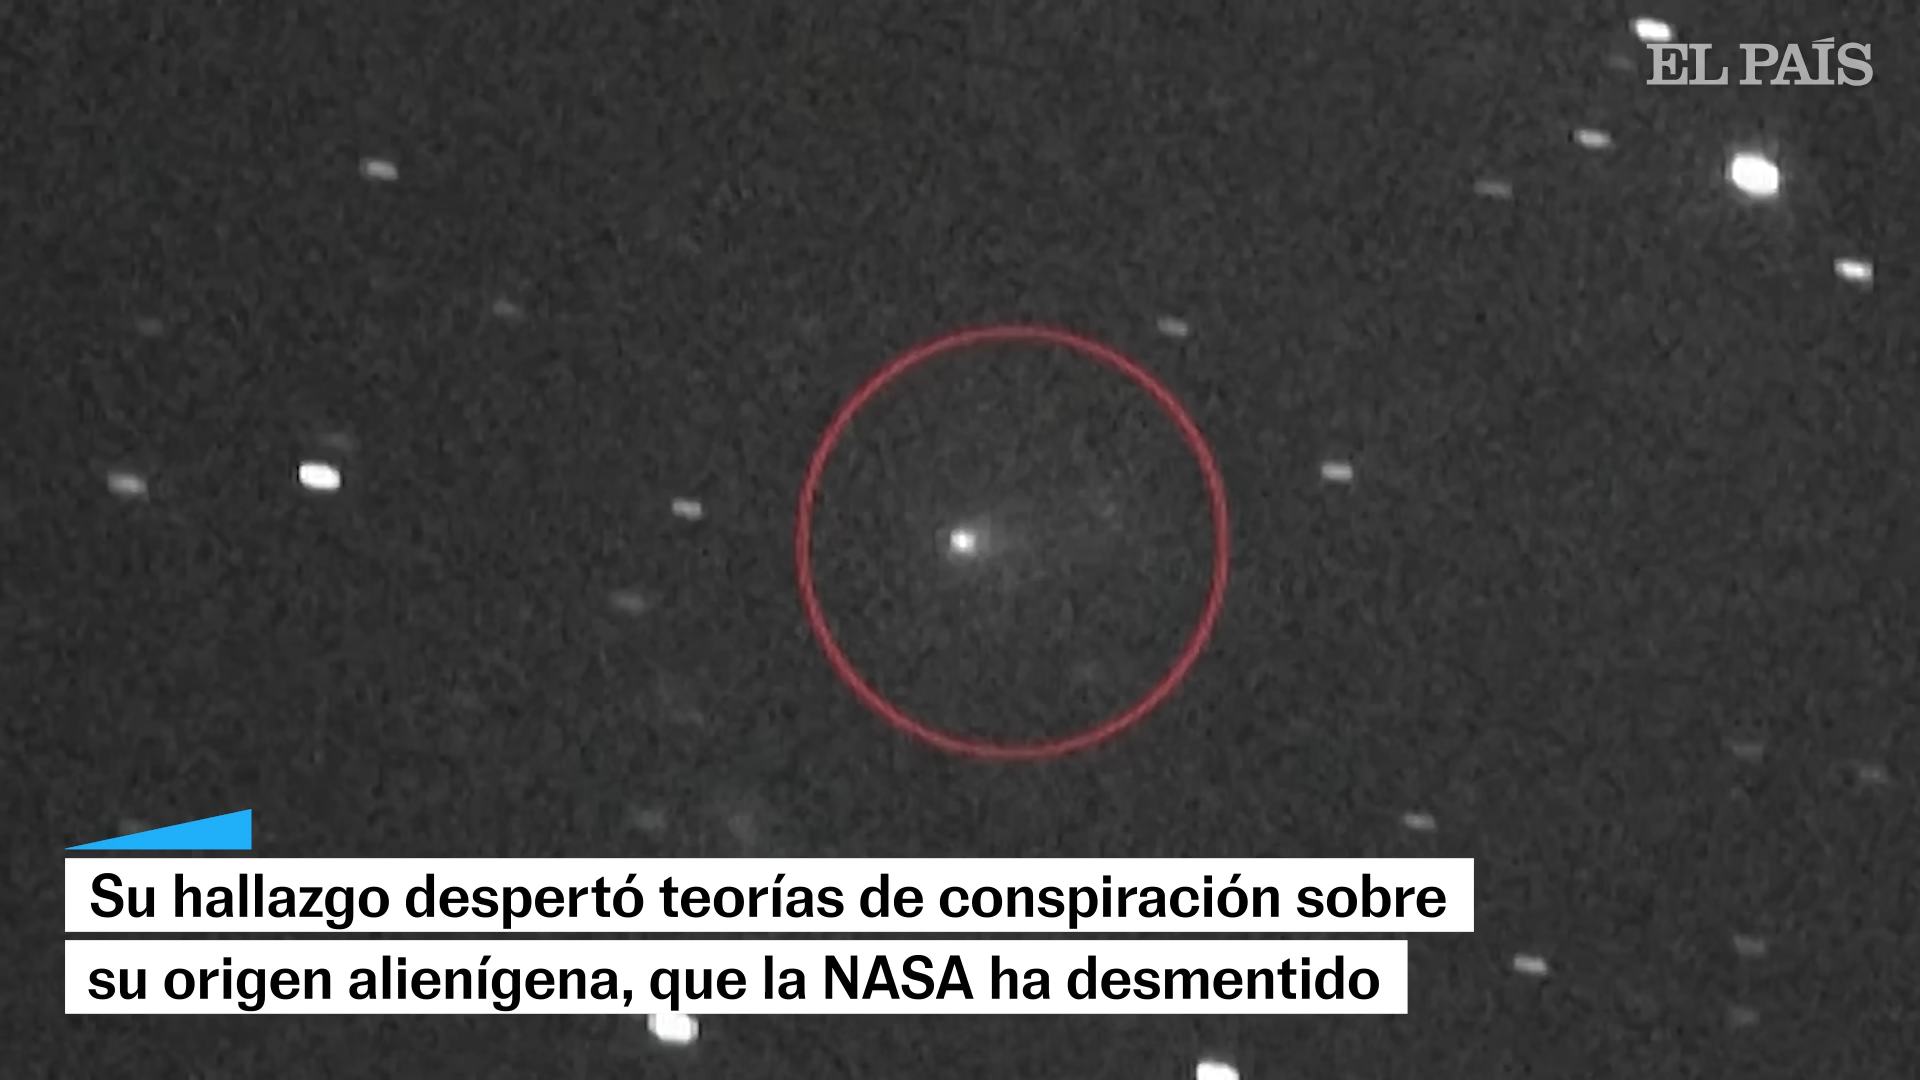 EL PAÍS
Su hallazgo despertó teorías de conspiración sobre
su origen alienígena, que la NASA ha desmentido